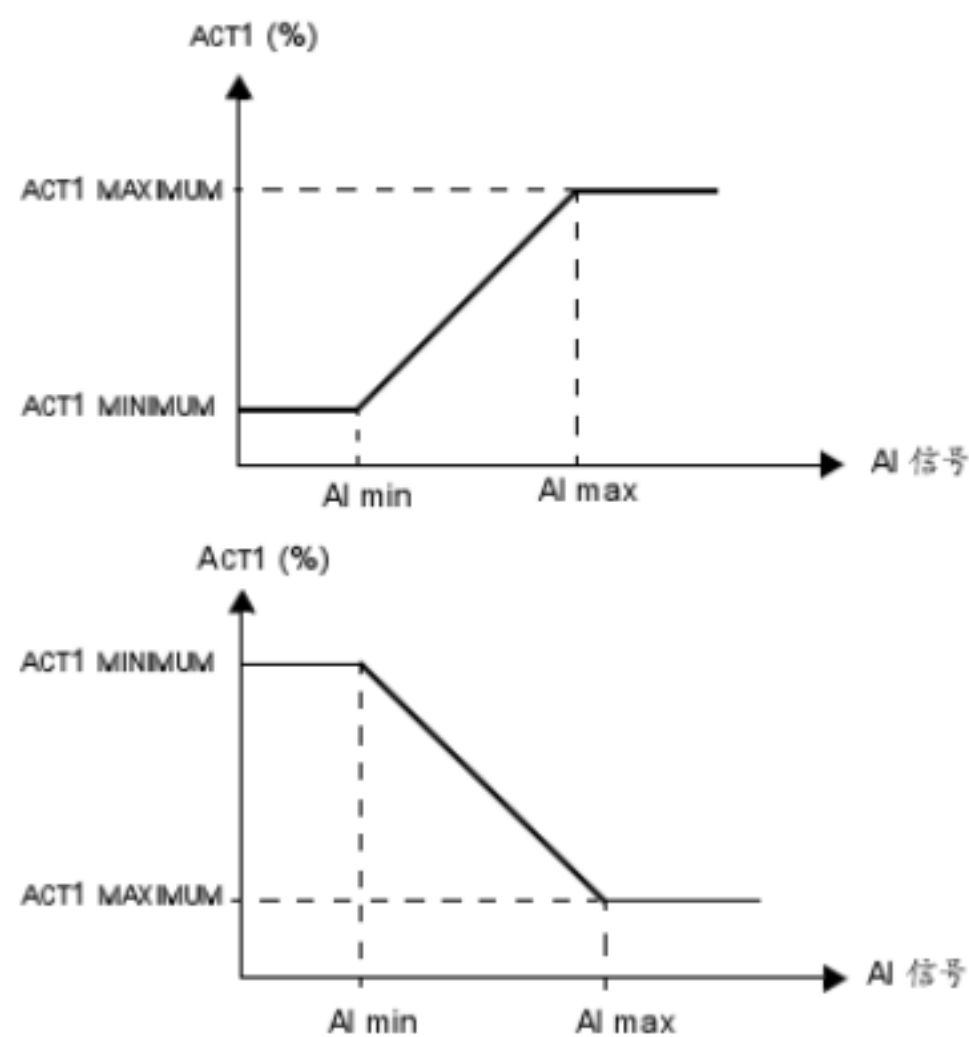 ACT1 (%)
ACT1 MAXIMUM
ACT1 MINIMUM
AI 信号
AI min
AI max
ACT1 (%)
ACT1 MINIMUM
ACT1 MAXIMUM
AI 信号
AI min
AI max